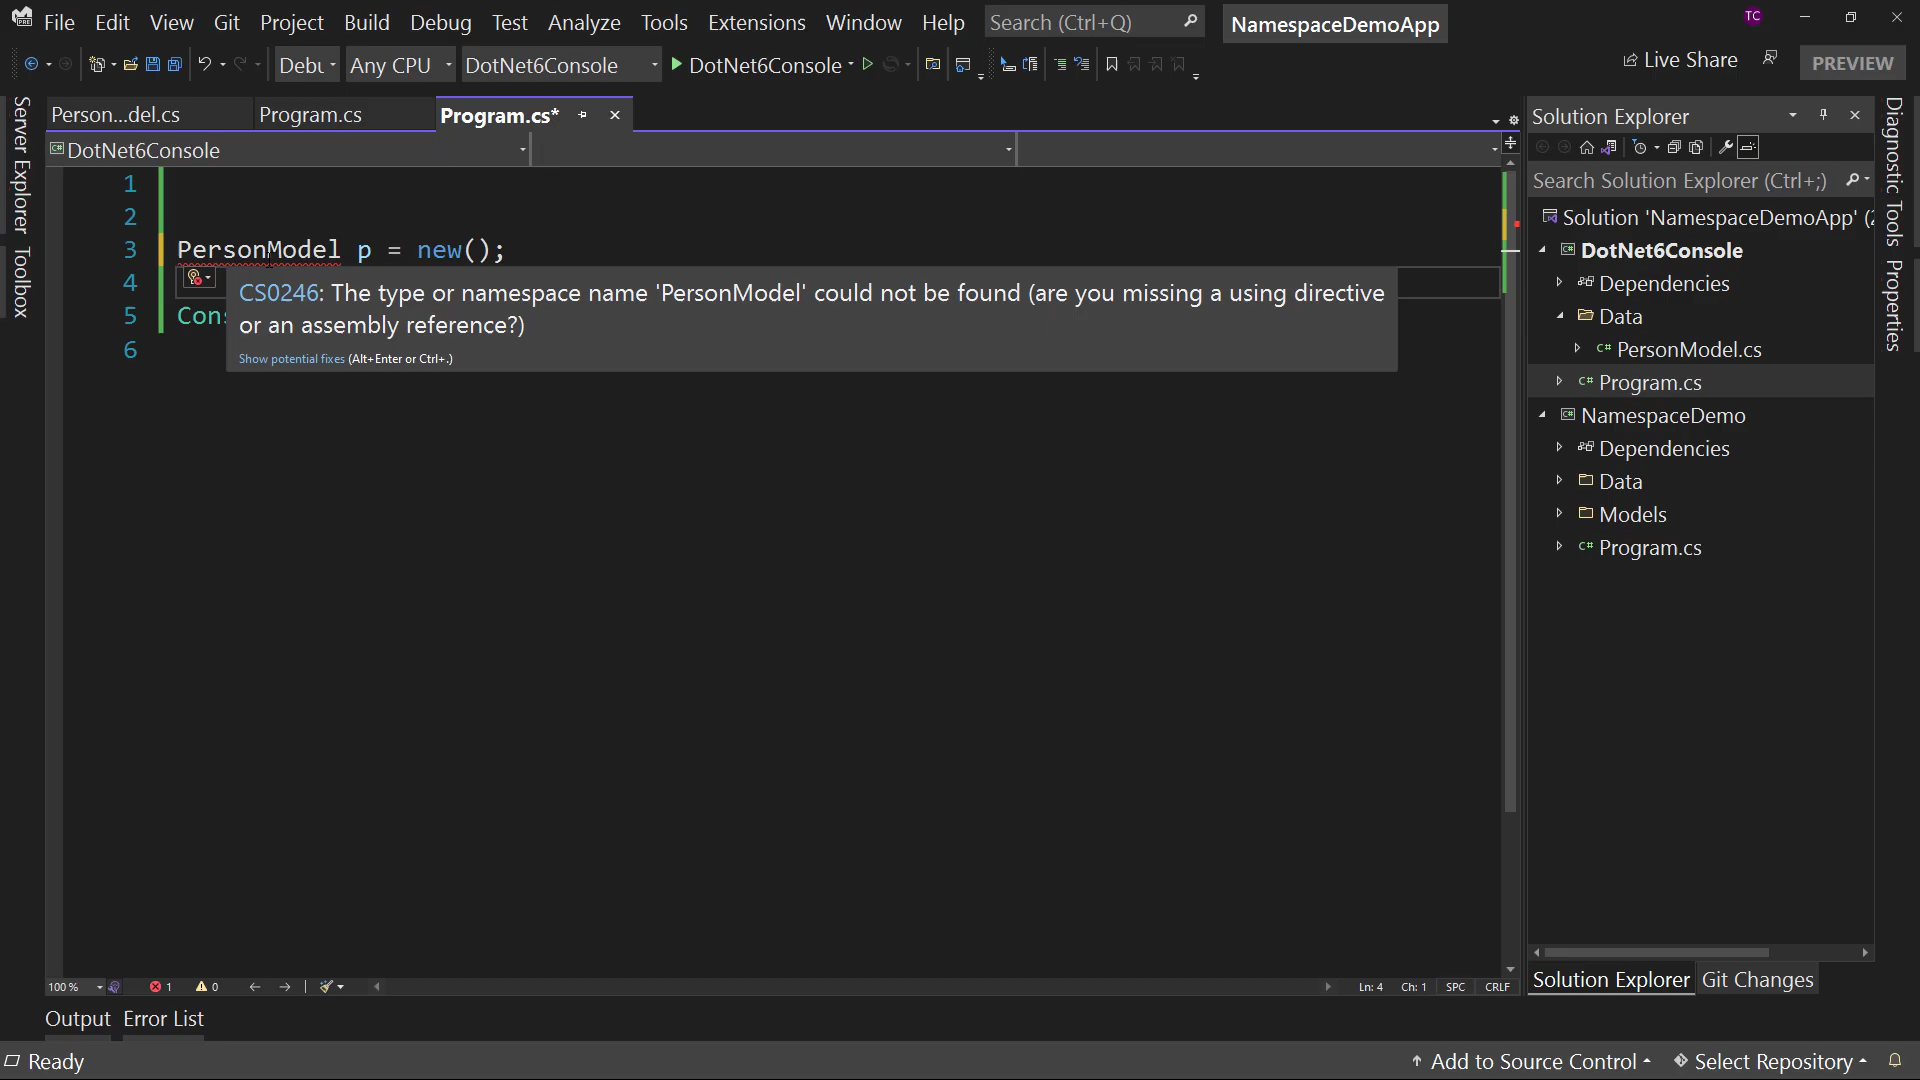 File Edit View Git Project Build Debug Test Analyze Tools Extensions Window Help Search (Ctrl+Q) NamespaceDemoApp TC
Debu Any CPU DotNet6Console DotNet6Console Live Share PREVIEW
Server Explorer
Toolbox
Person...del.cs Program.cs Program.cs*
DotNet6Console
1
2
3 PersonModel p = new();
4
5 Cons
6
CS0246: The type or namespace name 'PersonModel' could not be found (are you missing a using directive
or an assembly reference?)
Show potential fixes (Alt+Enter or Ctrl+.)
100 % 1 0 Ln: 4 Ch: 1 SPC CRLF
Solution Explorer
Search Solution Explorer (Ctrl+;)
Solution 'NamespaceDemoApp' (2
DotNet6Console
Dependencies
Data
C# PersonModel.cs
C# Program.cs
NamespaceDemo
Dependencies
Data
Models
C# Program.cs
Solution Explorer Git Changes
Diagnostic Tools
Properties
Output Error List
Ready Add to Source Control Select Repository